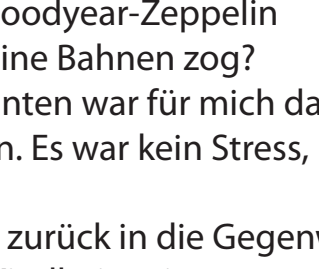 oodyear-Zeppelin
ine Bahnen zog?
nten war für mich da
n. Es war kein Stress,
zurück in die Gegenw